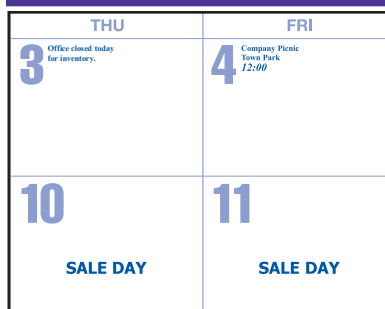 THU
FRI
3
Office closed today
for inventory.
4
Company Picnic
Town Park
12:00
10
SALE DAY
11
SALE DAY